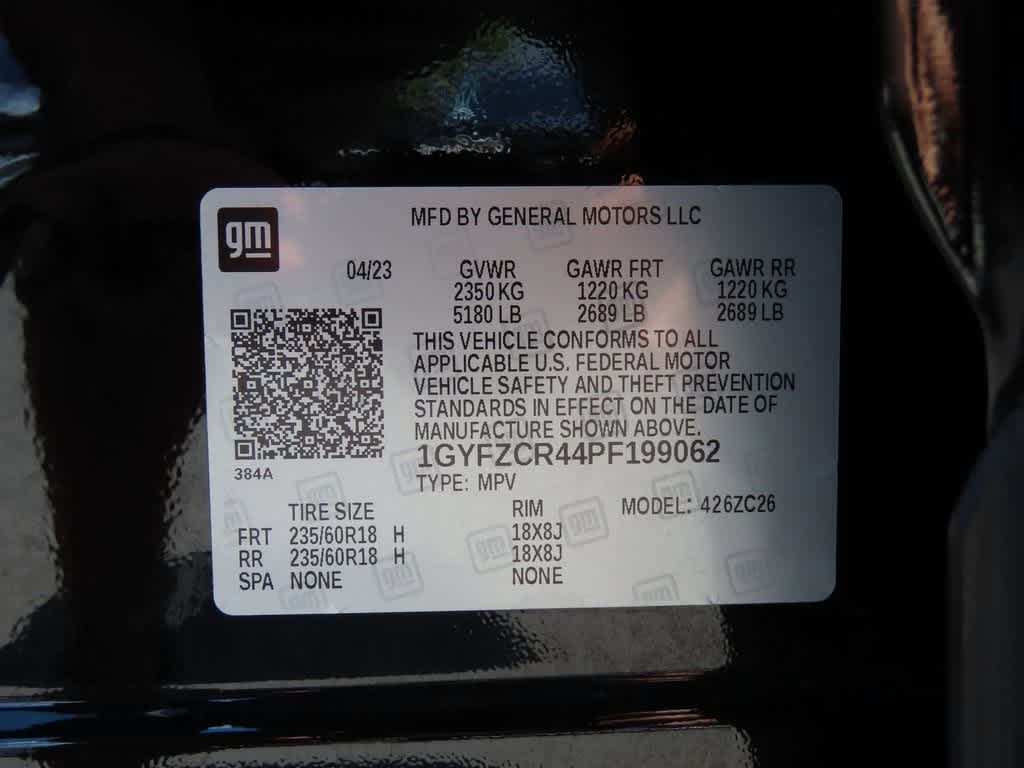 gm
MFD BY GENERAL MOTORS LLC
04/23 GVWR GAWR FRT GAWR RR
2350 KG 1220 KG 1220 KG
5180 LB 2689 LB 2689 LB
THIS VEHICLE CONFORMS TO ALL
APPLICABLE U.S. FEDERAL MOTOR
VEHICLE SAFETY AND THEFT PREVENTION
STANDARDS IN EFFECT ON THE DATE OF
MANUFACTURE SHOWN ABOVE.
1GYFZCR44PF199062
384A
TYPE: MPV
TIRE SIZE RIM MODEL: 426ZC26
FRT 235/60R18 H 18X8J
RR 235/60R18 H 18X8J
SPA NONE NONE